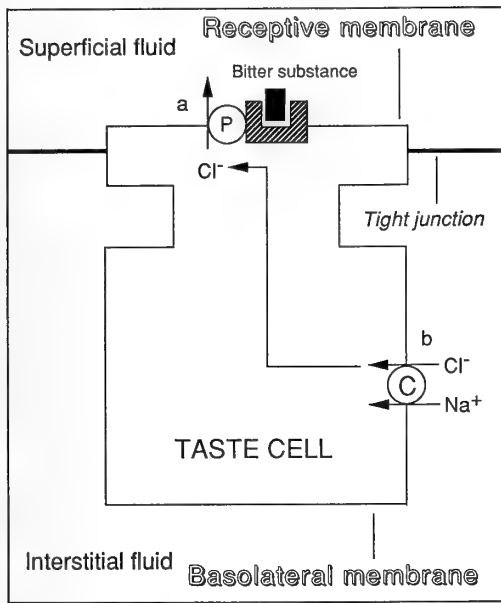 Receptive membrane
Superficial fluid
Bitter substance
a
P
Cl⁻
Tight junction
b
Cl⁻
C
Na⁺
TASTE CELL
Interstitial fluid
Basolateral membrane